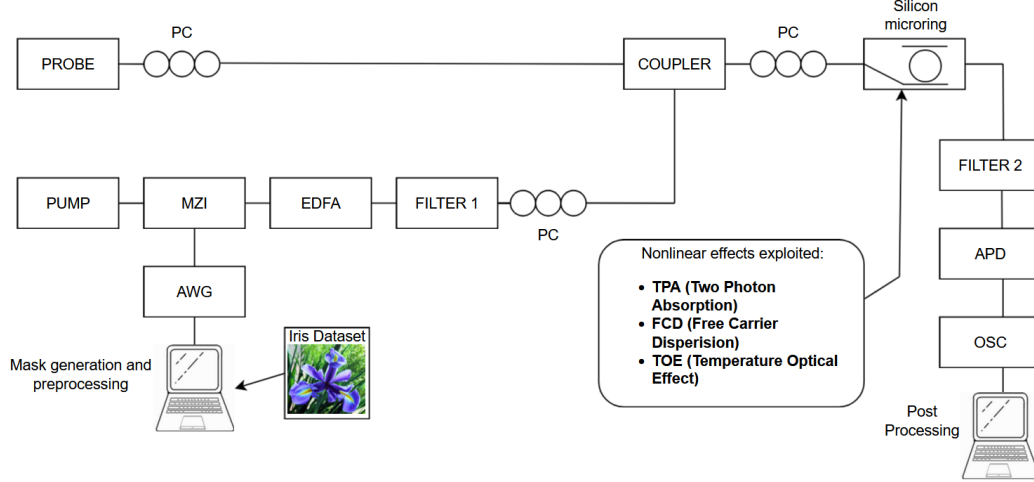 Silicon
microring
PC
PC
PROBE
COUPLER
FILTER 2
PUMP
MZI
EDFA
FILTER 1
PC
Nonlinear effects exploited:
TPA (Two Photon
Absorption)
FCD (Free Carrier
Disperision)
TOE (Temperature Optical
Effect)
APD
AWG
OSC
Iris Dataset
Mask generation and
preprocessing
Post
Processing